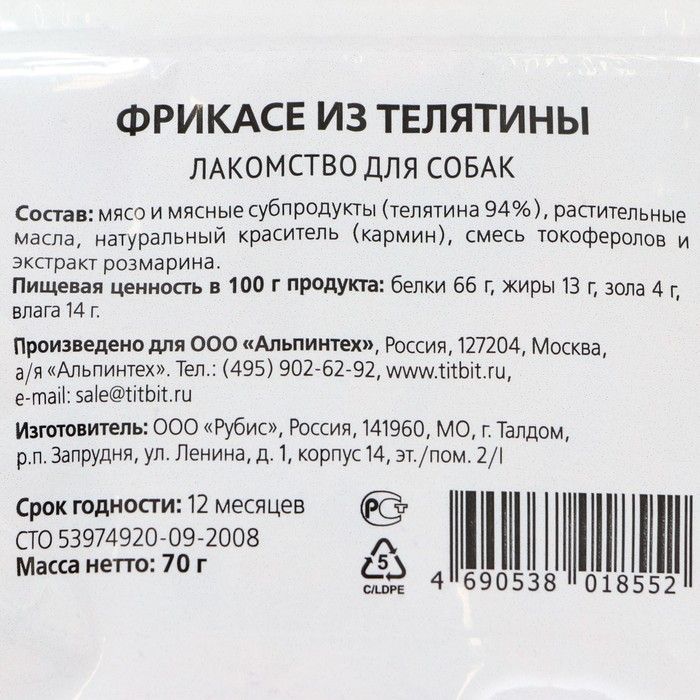 ФРИКАСЕ ИЗ ТЕЛЯТИНЫ
ЛАКОМСТВО ДЛЯ СОБАК
Состав: мясо и мясные субпродукты (телятина 94%), растительные
масла, натуральный краситель (кармин), смесь токоферолов и
экстракт розмарина.
Пищевая ценность в 100 г продукта: белки 66 г, жиры 13 г, зола 4 г,
влага 14 г.
Произведено для ООО «Альпинтех», Россия, 127204, Москва,
а/я «Альпинтех». Тел.: (495) 902-62-92, www.titbit.ru,
e-mail: sale@titbit.ru
Изготовитель: ООО «Рубис», Россия, 141960, МО, г. Талдом,
р.п. Запрудня, ул. Ленина, д. 1, корпус 14, эт./пом. 2/I
Срок годности: 12 месяцев
СТО 53974920-09-2008
Масса нетто: 70 г
РСТ
5
C/LDPE
4 690538 018552